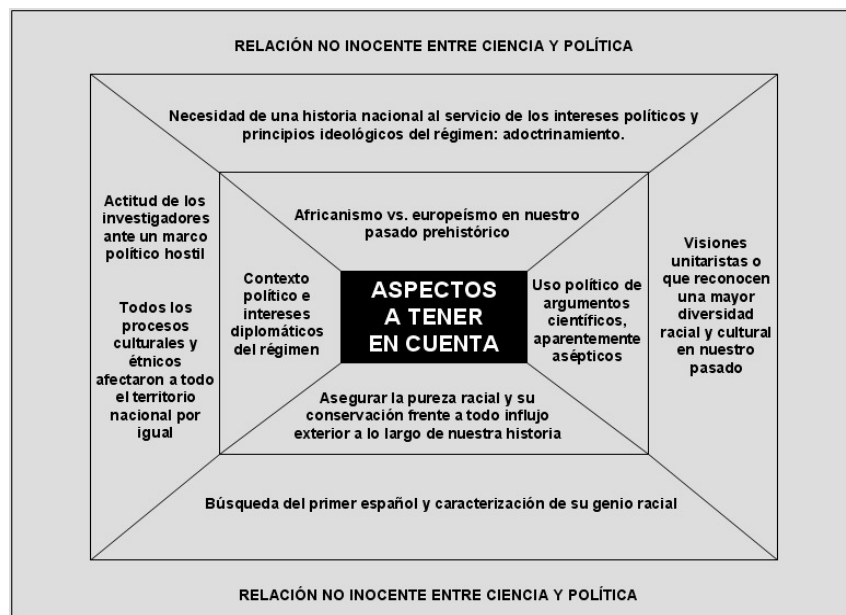 RELACIÓN NO INOCENTE ENTRE CIENCIA Y POLÍTICA
Necesidad de una historia nacional al servicio de los intereses políticos y
principios ideológicos del régimen: adoctrinamiento.
Actitud de los
investigadores
ante un marco
político hostil
Todos los
procesos
culturales y
étnicos
afectaron a todo
el territorio
nacional por
igual
Africanismo vs. europeísmo en nuestro
pasado prehistórico
Contexto
político e
intereses
diplomáticos
del régimen
ASPECTOS
A TENER
EN CUENTA
Uso político de
argumentos
científicos,
aparentemente
asépticos
Visiones
unitaristas o
que reconocen
una mayor
diversidad
racial y cultural
en nuestro
pasado
Asegurar la pureza racial y su
conservación frente a todo influjo
exterior a lo largo de nuestra historia
Búsqueda del primer español y caracterización de su genio racial
RELACIÓN NO INOCENTE ENTRE CIENCIA Y POLÍTICA